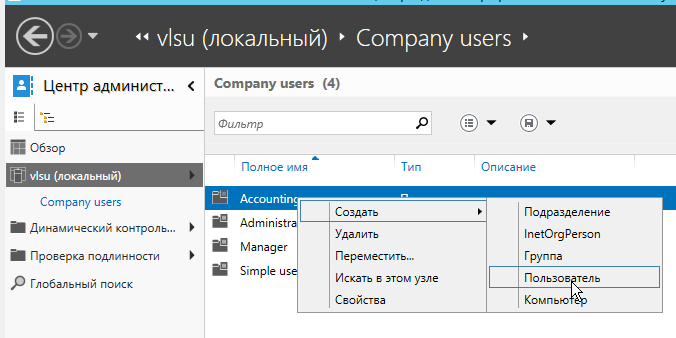 vlsu (локальный) Company users
Центр админист...
Обзор
vlsu (локальный)
Company users
Динамический контроль...
Проверка подлинности
Глобальный поиск
Company users (4)
Фильтр
Полное имя Тип Описание
Accounting
Administra
Manager
Simple use
Создать
Удалить
Переместить...
Искать в этом узле
Свойства
Подразделение
InetOrgPerson
Группа
Пользователь
Компьютер